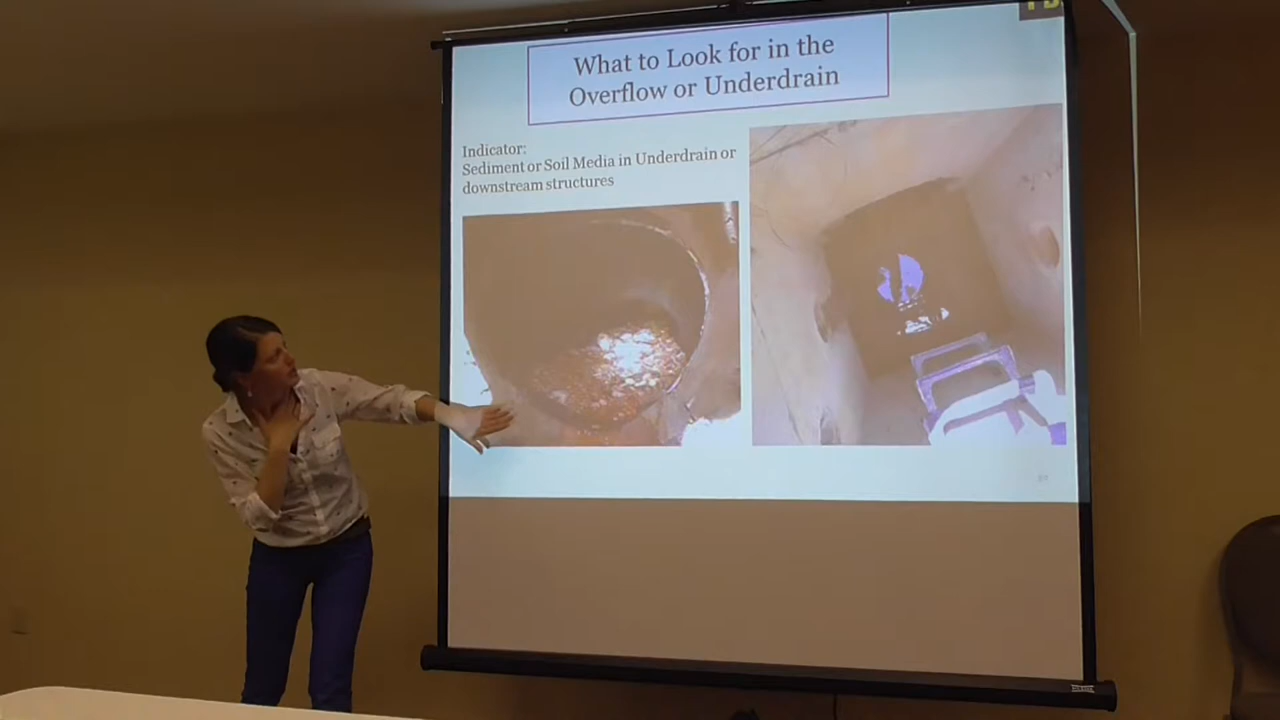 What to Look for in the
Overflow or Underdrain
Indicator:
Sediment or Soil Media in Underdrain or
downstream structures